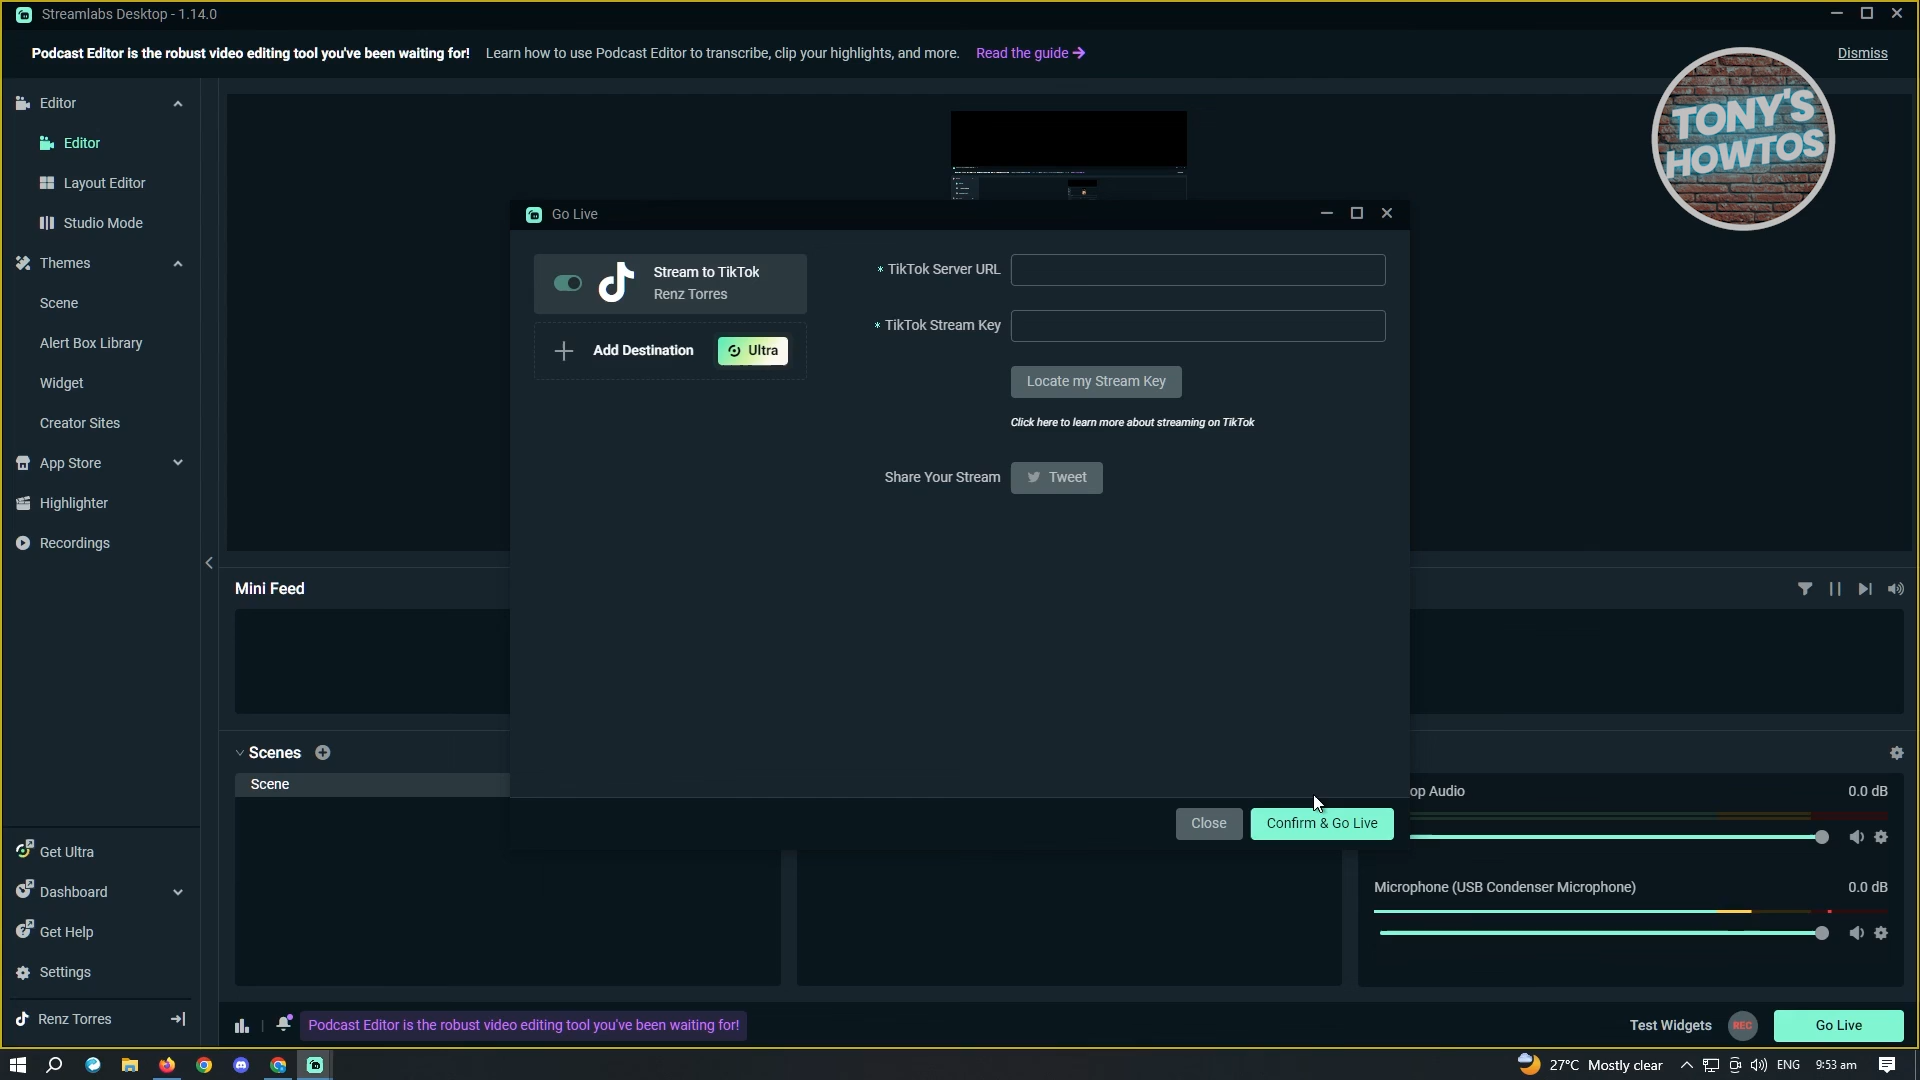 Streamlabs Desktop - 1.14.0
Podcast Editor is the robust video editing tool you've been waiting for! Learn how to use Podcast Editor to transcribe, clip your highlights, and more. Read the guide → Dismiss
TONY'S
HOWTOS
Editor
Editor
Layout Editor
Studio Mode
Themes
Scene
Alert Box Library
Widget
Creator Sites
App Store
Highlighter
Recordings
Go Live
Stream to TikTok
Renz Torres
Add Destination Ultra
* TikTok Server URL
* TikTok Stream Key
Locate my Stream Key
Click here to learn more about streaming on TikTok
Share Your Stream Tweet
Close Confirm & Go Live
Mini Feed
Scenes
Scene
op Audio 0.0 dB
Microphone (USB Condenser Microphone) 0.0 dB
Get Ultra
Dashboard
Get Help
Settings
Renz Torres
Podcast Editor is the robust video editing tool you've been waiting for!
Test Widgets REC Go Live
27°C Mostly clear ENG 9:53 am